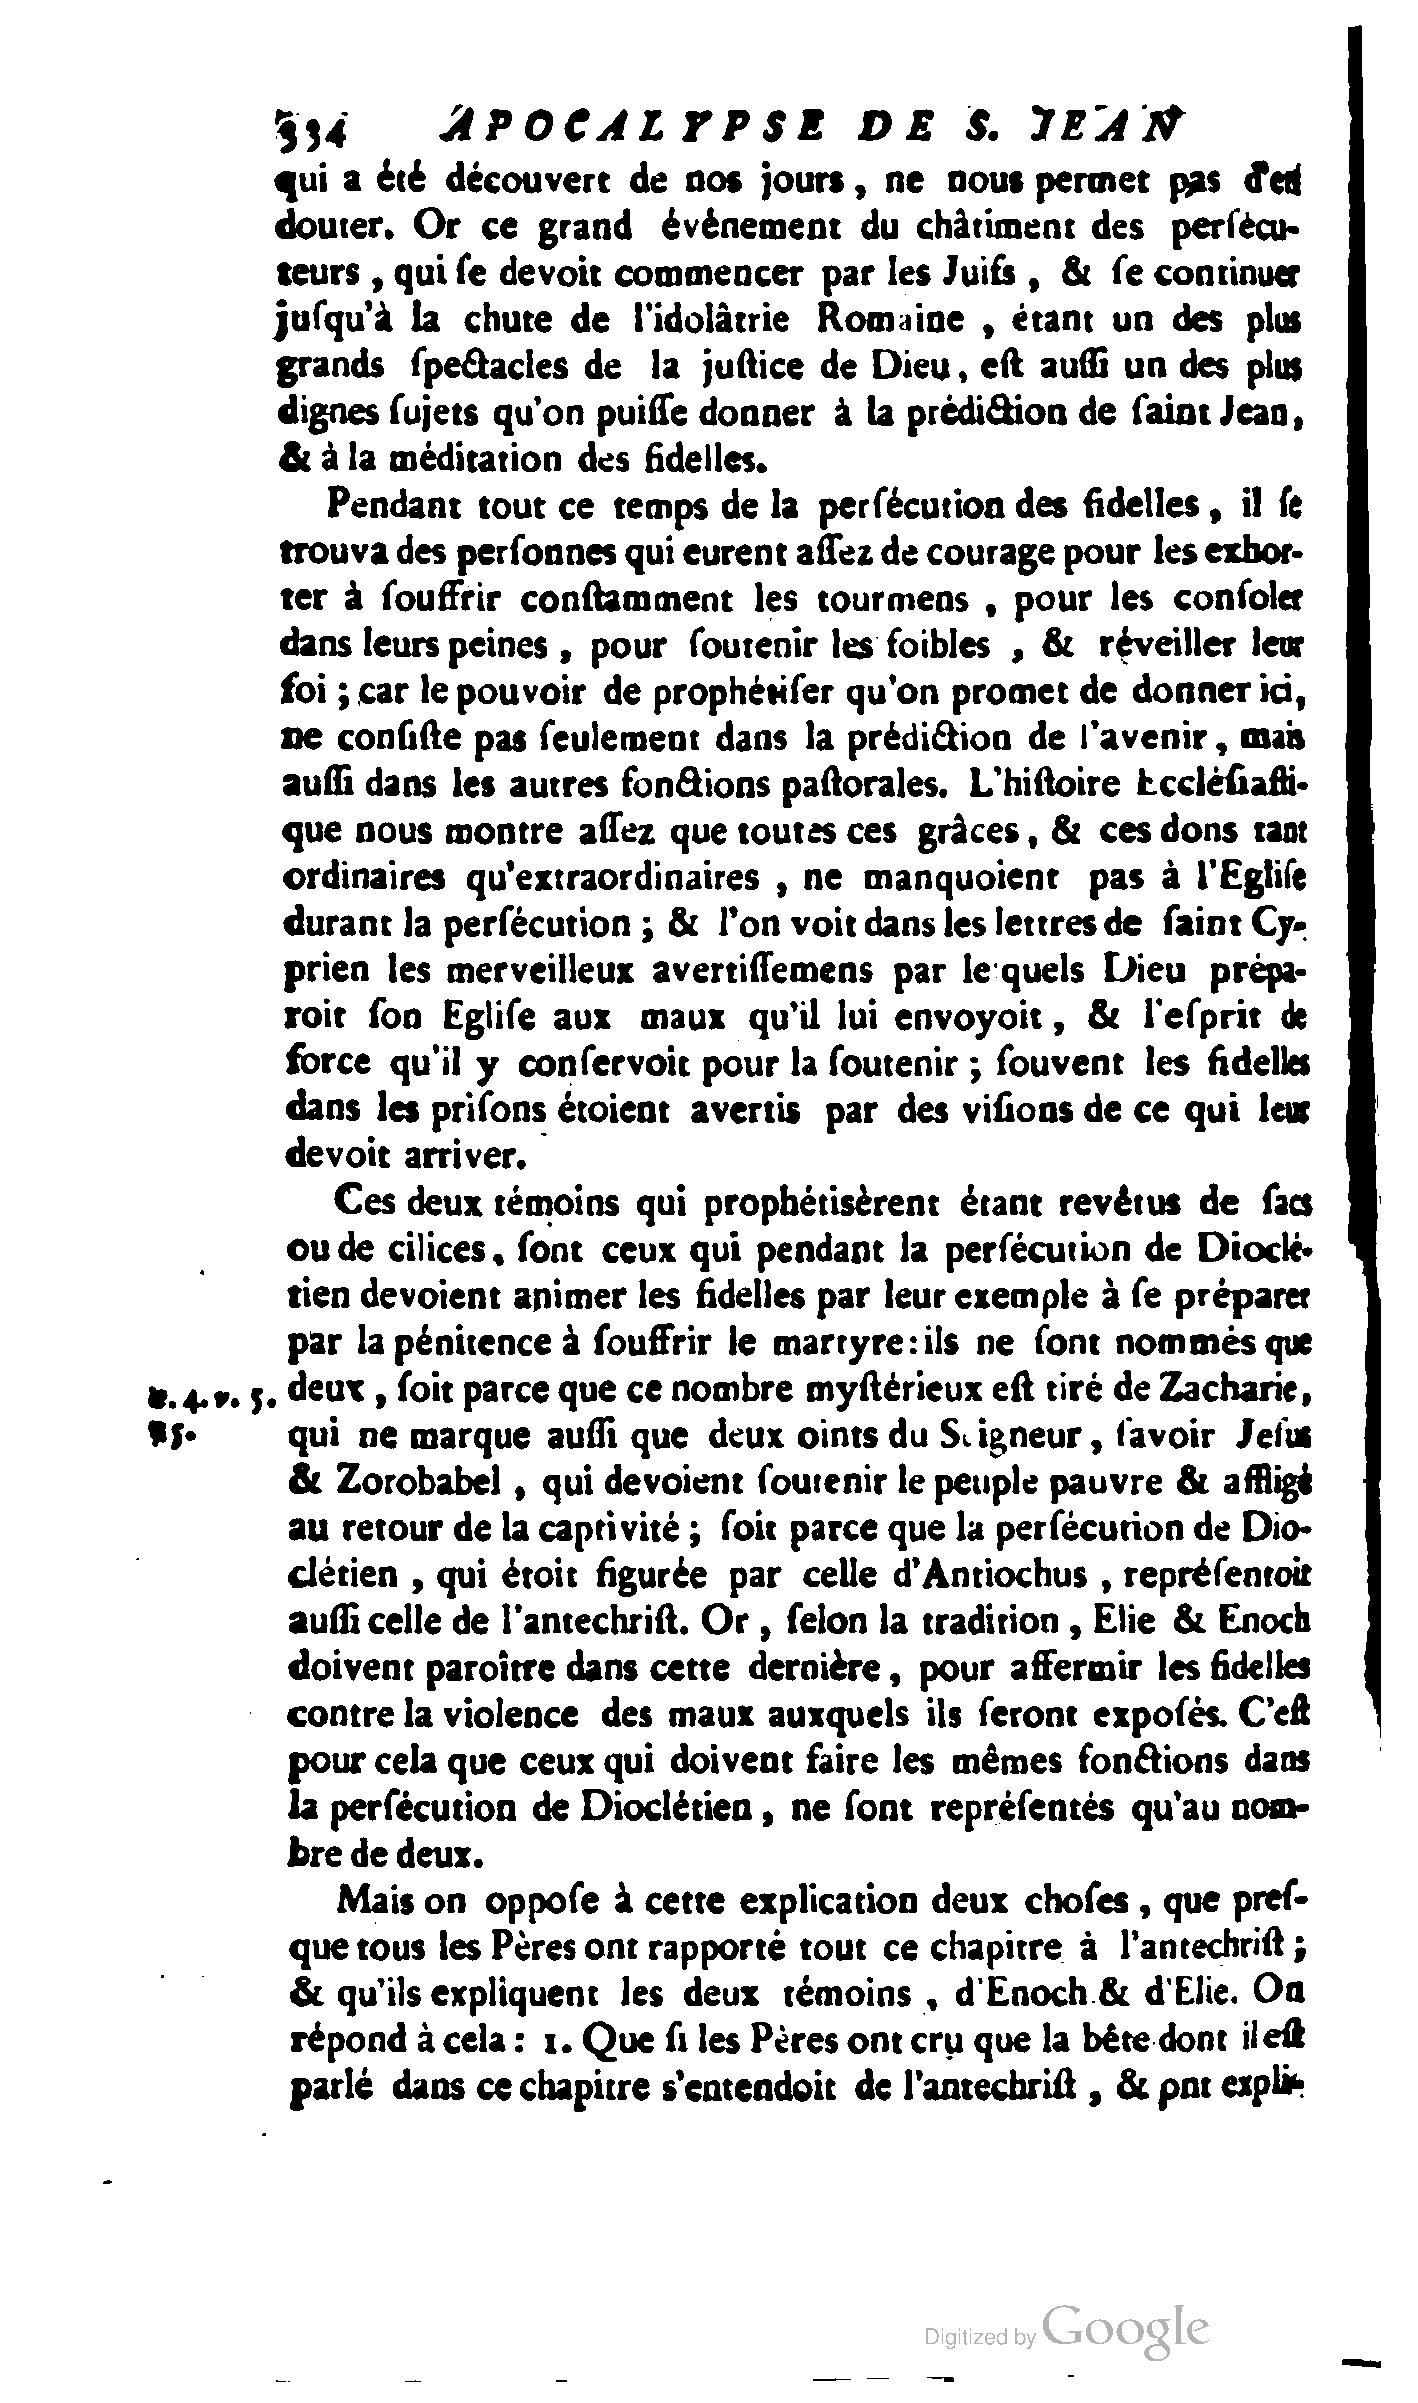 334 APOCALYPSE DE S. JEAN
qui a été découvert de nos jours, ne nous permet pas d'en
douter. Or ce grand événement du châtiment des perſécu-
teurs, qui ſe devoit commencer par les Juifs, & ſe continuer
juſqu'à la chute de l'idolâtrie Romaine, étant un des plus
grands ſpectacles de la juſtice de Dieu, eſt auſſi un des plus
dignes ſujets qu'on puiſſe donner à la prédiction de ſaint Jean,
& à la méditation des fidelles.
Pendant tout ce temps de la perſécution des fidelles, il ſe
trouva des perſonnes qui eurent aſſez de courage pour les exhor-
ter à ſouffrir conſtamment les tourmens, pour les conſoler
dans leurs peines, pour ſoutenir les foibles, & réveiller leur
foi; car le pouvoir de prophétiſer qu'on promet de donner ici,
ne conſiſte pas ſeulement dans la prédiction de l'avenir, mais
auſſi dans les autres fonctions paſtorales. L'hiſtoire Eccléſiaſti-
que nous montre aſſez que toutes ces grâces, & ces dons tant
ordinaires qu'extraordinaires, ne manquoient pas à l'Egliſe
durant la perſécution; & l'on voit dans les lettres de ſaint Cy-
prien les merveilleux avertiſſemens par leſquels Dieu prépa-
roit ſon Egliſe aux maux qu'il lui envoyoit, & l'eſprit de
force qu'il y conſervoit pour la ſoutenir; ſouvent les fidelles
dans les priſons étoient avertis par des viſions de ce qui leur
devoit arriver.
Ces deux témoins qui prophétisèrent étant revêtus de ſacs
ou de cilices, ſont ceux qui pendant la perſécution de Dioclé-
tien devoient animer les fidelles par leur exemple à ſe préparer
par la pénitence à ſouffrir le martyre: ils ne ſont nommés que
deux, ſoit parce que ce nombre myſtérieux eſt tiré de Zacharie,
c. 4. v. 5.
qui ne marque auſſi que deux oints du Seigneur, ſavoir Jeſus
& Zorobabel, qui devoient ſoutenir le peuple pauvre & affligé
au retour de la captivité; ſoit parce que la perſécution de Dio-
clétien, qui étoit figurée par celle d'Antiochus, repréſentoit
auſſi celle de l'antechriſt. Or, ſelon la tradition, Elie & Enoch
doivent paroître dans cette dernière, pour affermir les fidelles
contre la violence des maux auxquels ils ſeront expoſés. C'eſt
pour cela que ceux qui doivent faire les mêmes fonctions dans
la perſécution de Dioclétien, ne ſont repréſentés qu'au nom-
bre de deux.
Mais on oppoſe à cette explication deux choſes, que preſ-
que tous les Pères ont rapporté tout ce chapitre à l'antechriſt;
& qu'ils expliquent les deux témoins, d'Enoch & d'Elie. On
répond à cela: 1. Que ſi les Pères ont cru que la bête dont il eſt
parlé dans ce chapitre s'entendoit de l'antechriſt, & ont expli-
Digitized by Google